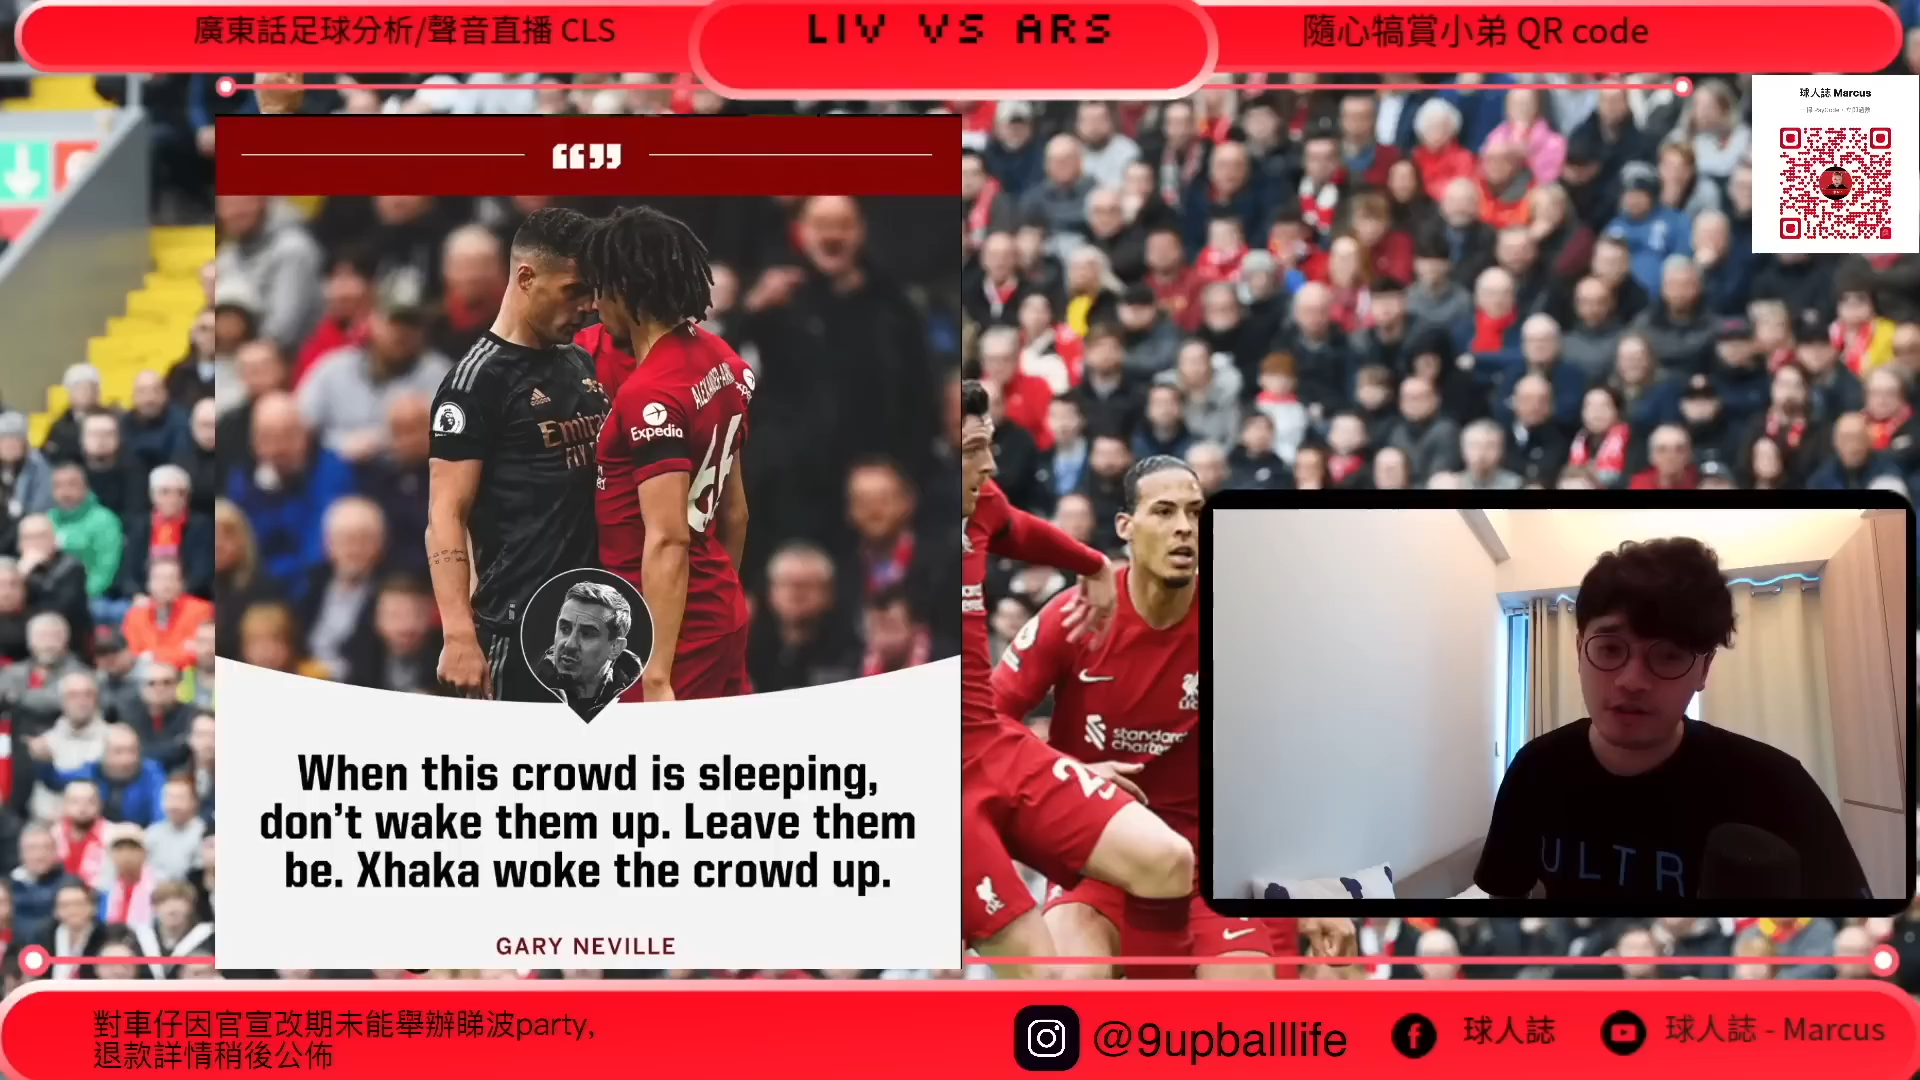 廣東話足球分析/聲音直播 CLS
LIV VS ARS
隨心犒賞小弟 QR code
球人誌 Marcus
adidas
Emirates
FLY
ALEXANDER-ARNOLD
Expedia
66
standard
chartered
LFC
When this crowd is sleeping,
don't wake them up. Leave them
be. Xhaka woke the crowd up.
GARY NEVILLE
ULTR
對車仔因官宣改期未能舉辦睇波party,
退款詳情稍後公佈
@9upballlife
球人誌
球人誌 - Marcus